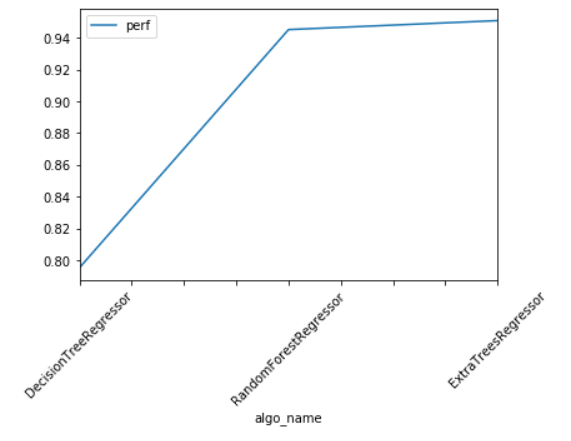 perf
0.94
0.92
0.90
0.88
0.86
0.84
0.82
0.80
DecisionTreeRegressor
RandomForestRegressor
ExtraTreesRegressor
algo_name